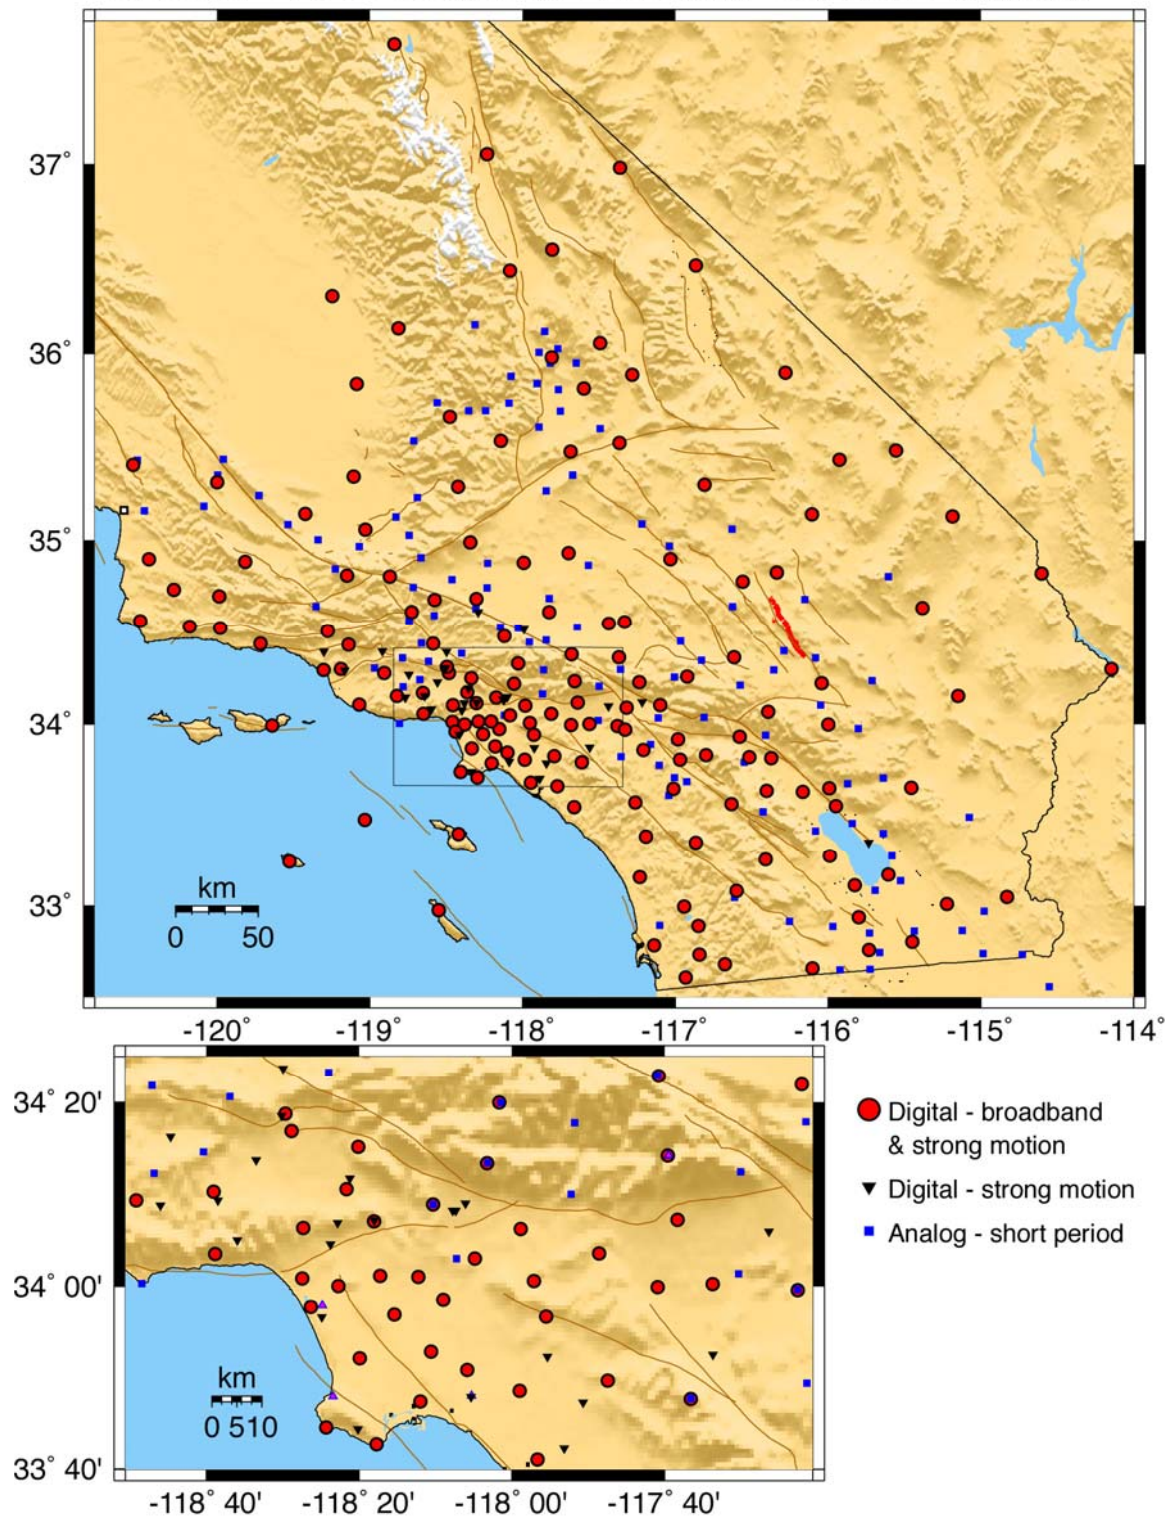 37°
36°
35°
34°
33°
km
0 50
-120° -119° -118° -117° -116° -115° -114°
34° 20'
34° 00'
33° 40'
km
0 510
-118° 40' -118° 20' -118° 00' -117° 40'
Digital - broadband
& strong motion
Digital - strong motion
Analog - short period